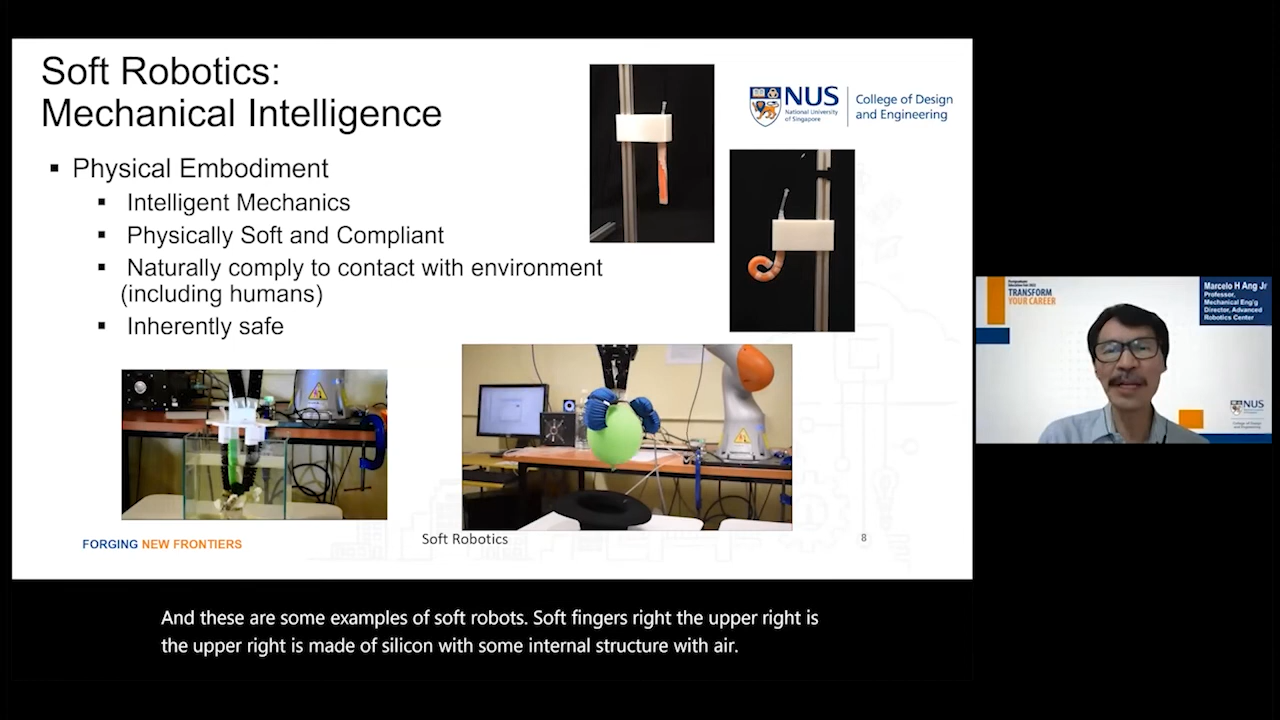 Soft Robotics:
Mechanical Intelligence
NUS
National University
of Singapore
College of Design
and Engineering
Physical Embodiment
Intelligent Mechanics
Physically Soft and Compliant
Naturally comply to contact with environment
(including humans)
Inherently safe
FORGING NEW FRONTIERS
Soft Robotics
8
TRANSFORM
YOUR CAREER
Marcelo H Ang Jr
Professor,
Mechanical Eng'g
Director, Advanced
Robotics Center
NUS
And these are some examples of soft robots. Soft fingers right the upper right is
the upper right is made of silicon with some internal structure with air.